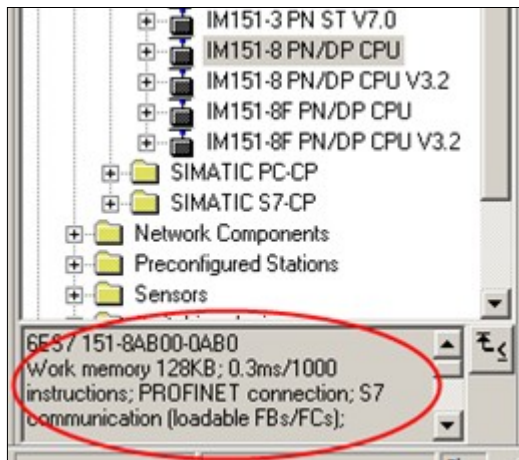 IM151-3 PN ST V7.0
IM151-8 PN/DP CPU
IM151-8 PN/DP CPU V3.2
IM151-8F PN/DP CPU
IM151-8F PN/DP CPU V3.2
SIMATIC PC-CP
SIMATIC S7-CP
Network Components
Preconfigured Stations
Sensors
6ES7 151-8AB00-0AB0
Work memory 128KB; 0.3ms/1000
instructions; PROFINET connection; S7
communication (loadable FBs/FCs);